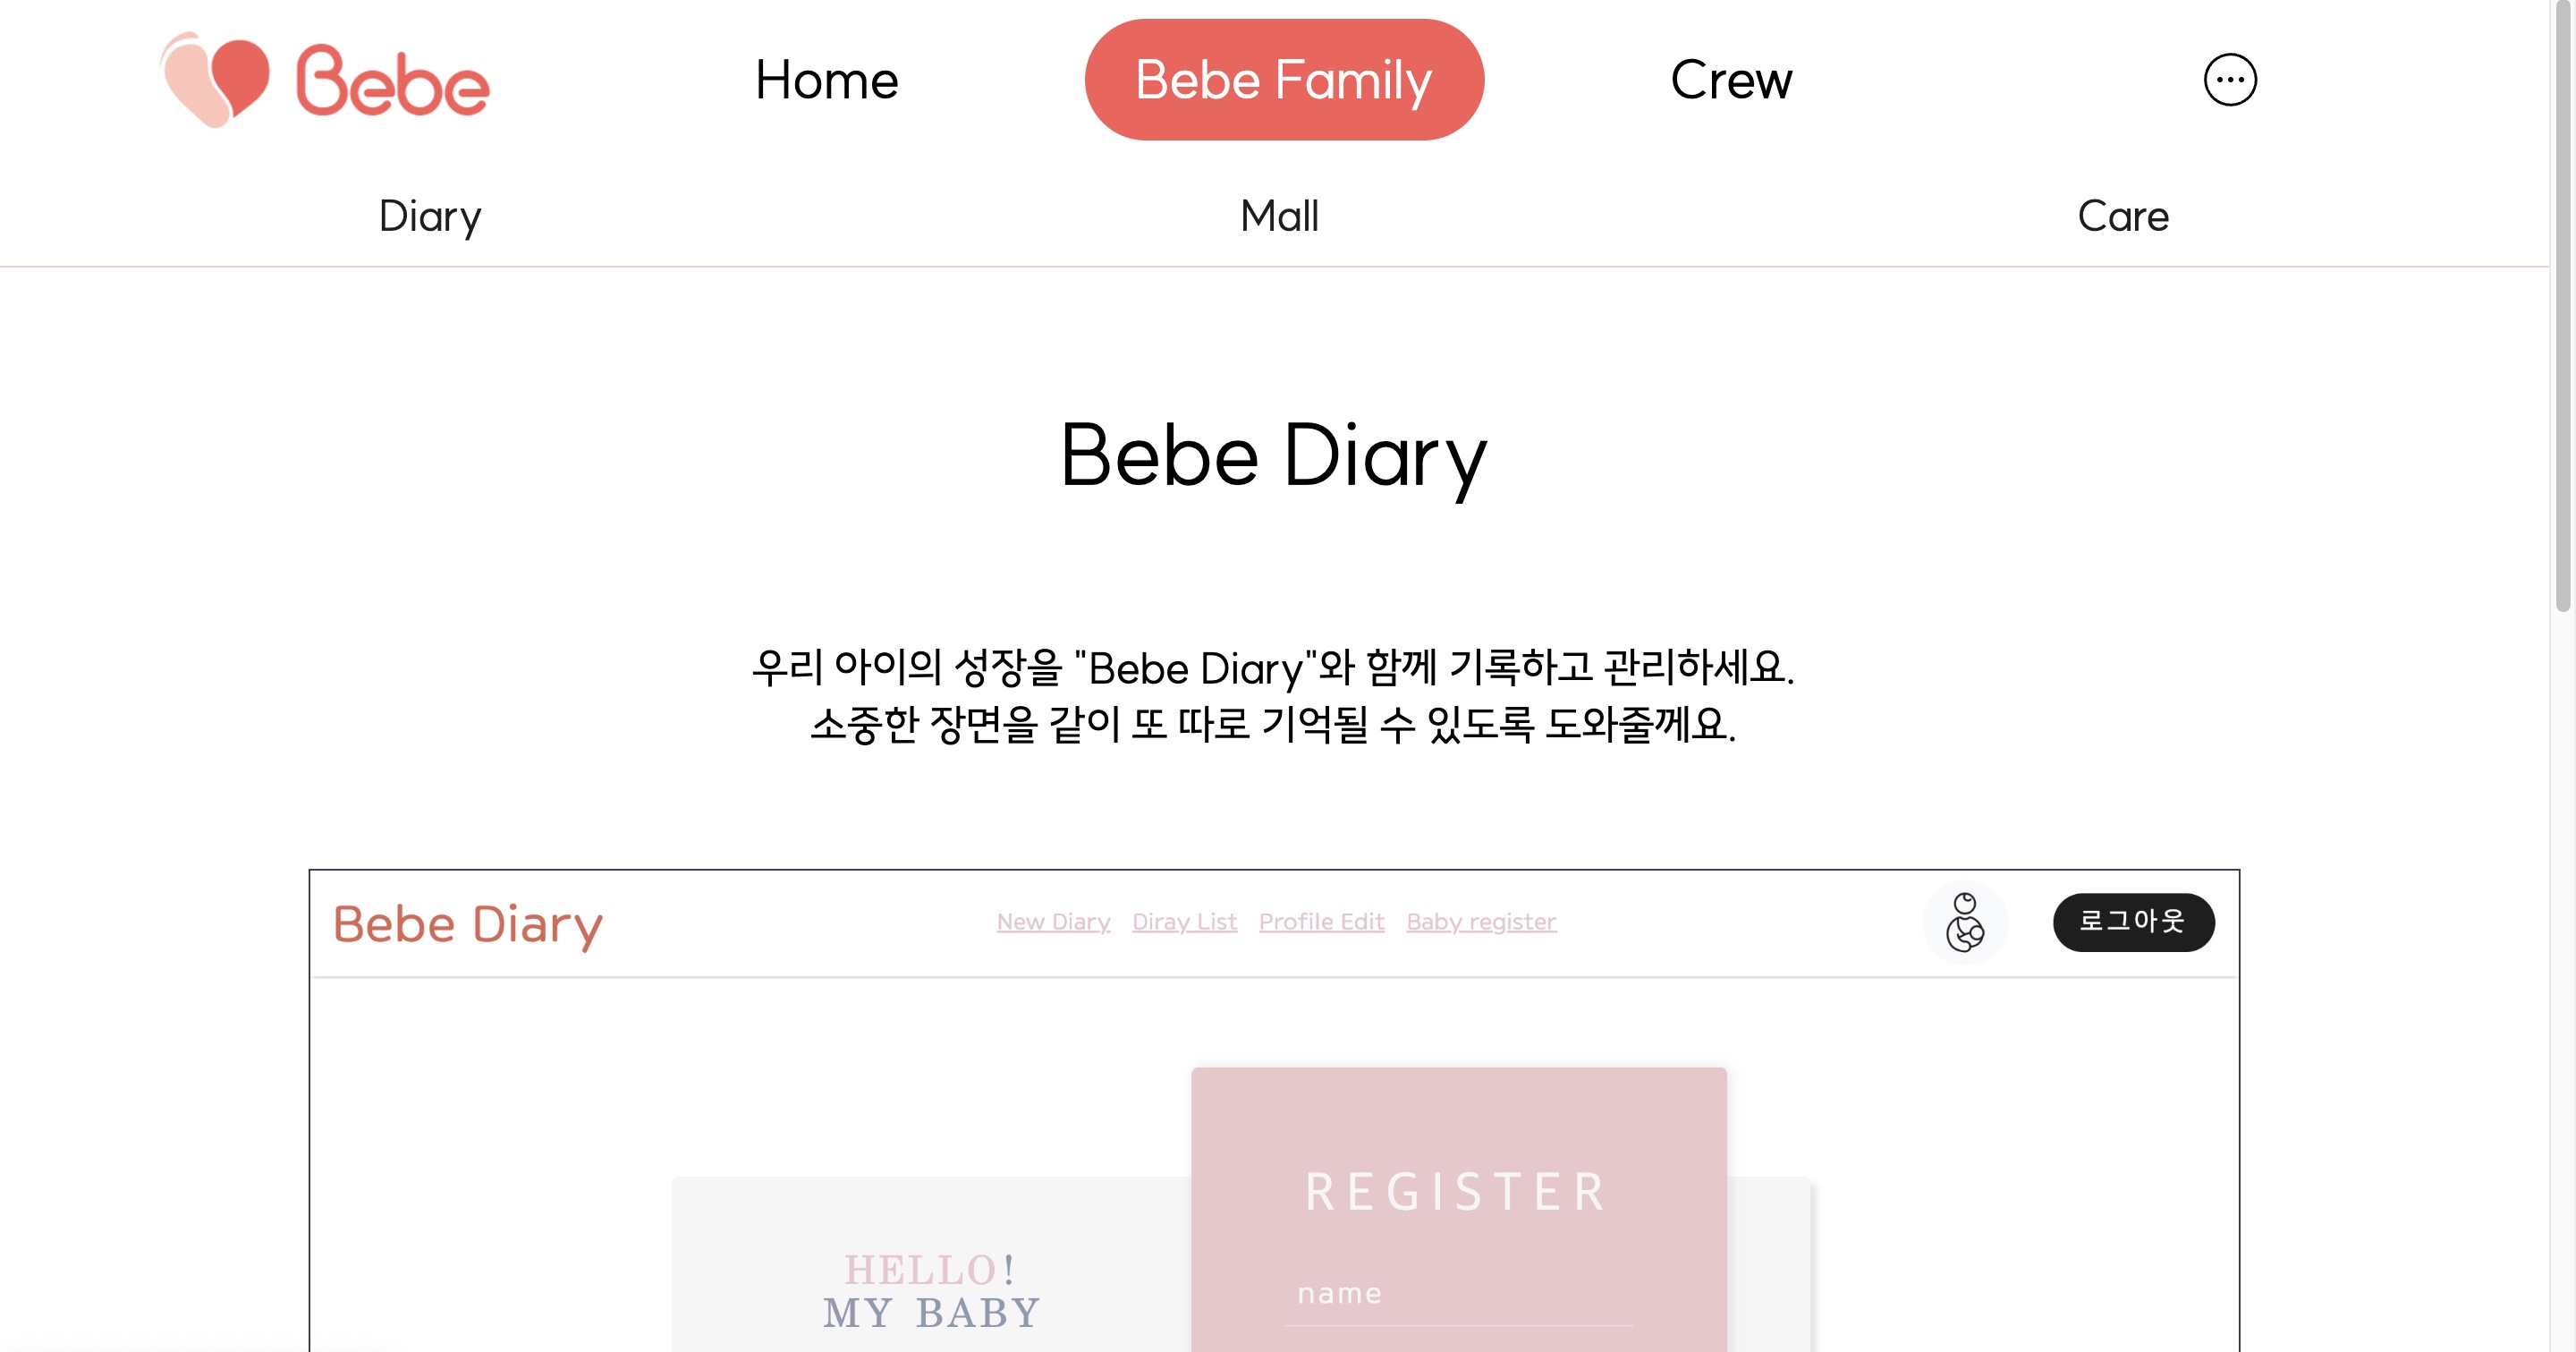 Bebe
Home
Bebe Family
Crew
Diary
Mall
Care
Bebe Diary
우리 아이의 성장을 "Bebe Diary"와 함께 기록하고 관리하세요.
소중한 장면을 같이 또 따로 기억될 수 있도록 도와줄께요.
Bebe Diary
New Diary
Diray List
Profile Edit
Baby register
로그아웃
REGISTER
HELLO!
MY BABY
name